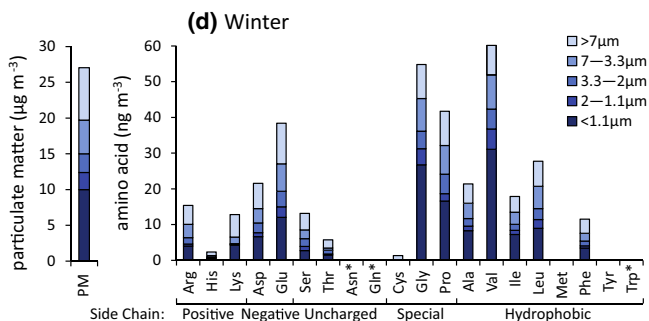 (d) Winter
particulate matter (µg m⁻³)
30
25
20
15
10
5
0
PM
amino acid (ng m⁻³)
60
50
40
30
20
10
0
>7µm
7—3.3µm
3.3—2µm
2—1.1µm
<1.1µm
Arg
His
Lys
Asp
Glu
Ser
Thr
Asn*
Gln*
Cys
Gly
Pro
Ala
Val
Ile
Leu
Met
Phe
Tyr
Trp*
Side Chain: Positive Negative Uncharged Special Hydrophobic